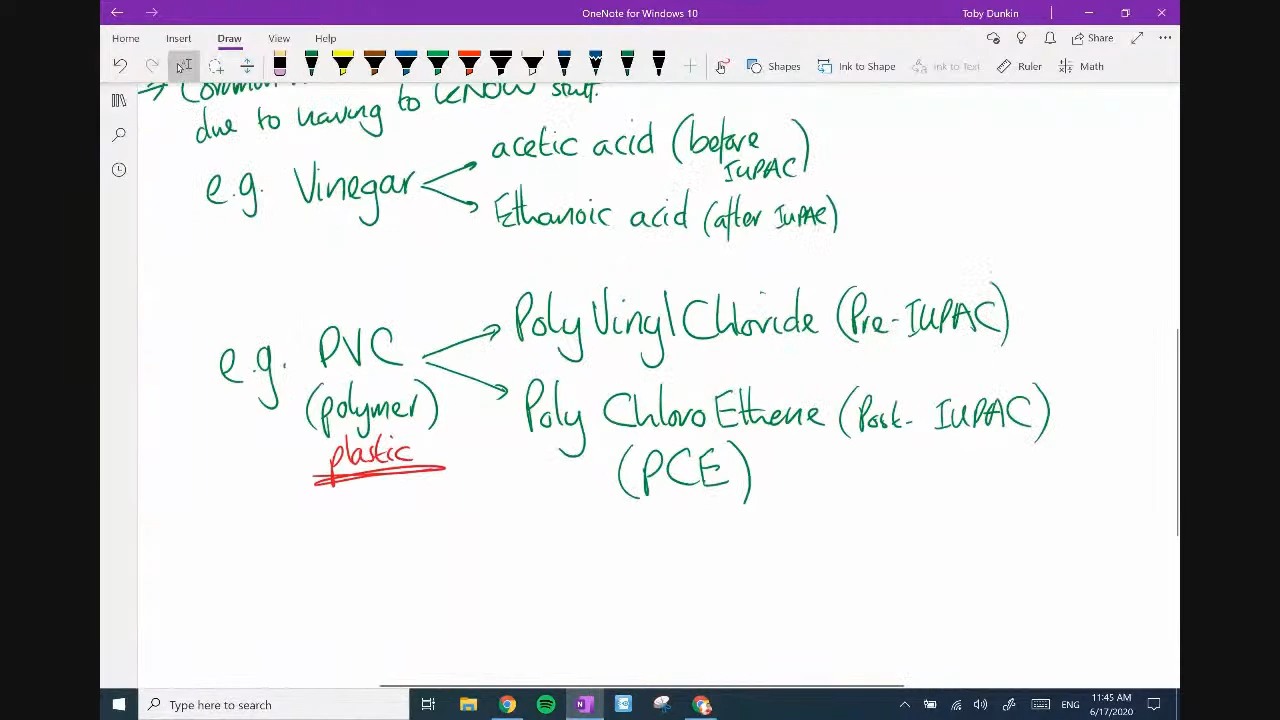 OneNote for Windows 10
Toby Dunkin
Home Insert Draw View Help
Share
Shapes Ink to Shape Ink to Text Ruler Math
→ Common
due to having to KNOW stuff.
e.g. Vinegar
acetic acid (before IUPAC)
Ethanoic acid (after IUPAC)
e.g. PVC
(polymer)
plastic
Poly Vinyl Chloride (Pre-IUPAC)
Poly Chloro Ethene (Post-IUPAC)
(PCE)
Type here to search
ENG
11:45 AM
6/17/2020